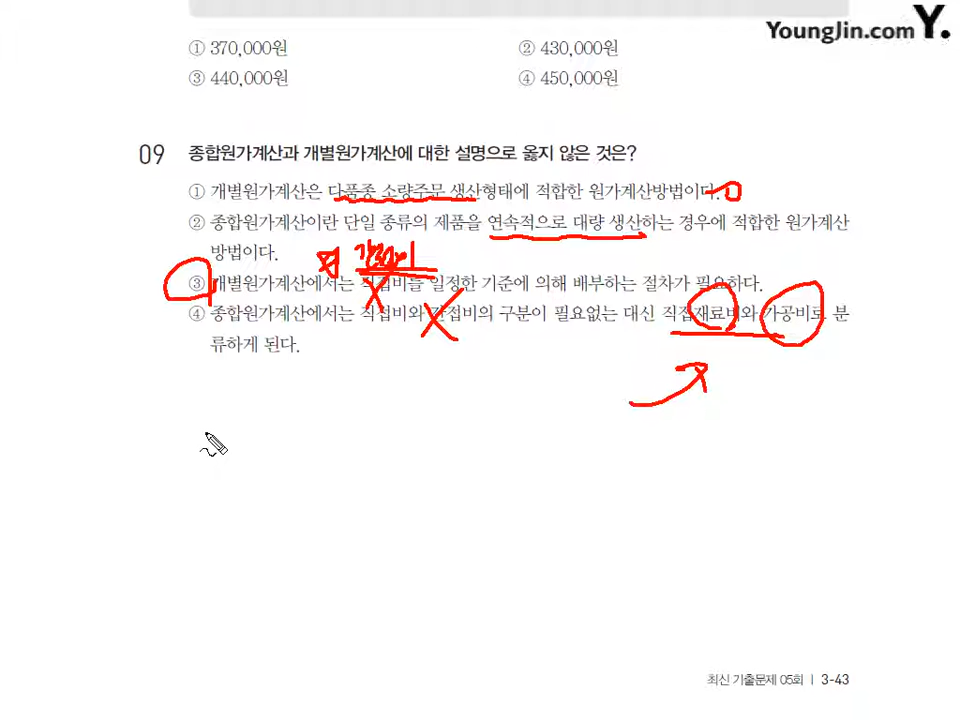 YoungJin.com Y.
① 370,000원 ② 430,000원
③ 440,000원 ④ 450,000원
09 종합원가계산과 개별원가계산에 대한 설명으로 옳지 않은 것은?
① 개별원가계산은 다품종 소량주문 생산형태에 적합한 원가계산방법이다.
② 종합원가계산이란 단일 종류의 제품을 연속적으로 대량 생산하는 경우에 적합한 원가계산
방법이다.
간접비
③ 개별원가계산에서는 직접비를 일정한 기준에 의해 배부하는 절차가 필요하다.
④ 종합원가계산에서는 직접비와 간접비의 구분이 필요없는 대신 직접재료비와 가공비로 분
류하게 된다.
최신 기출문제 05회 | 3-43